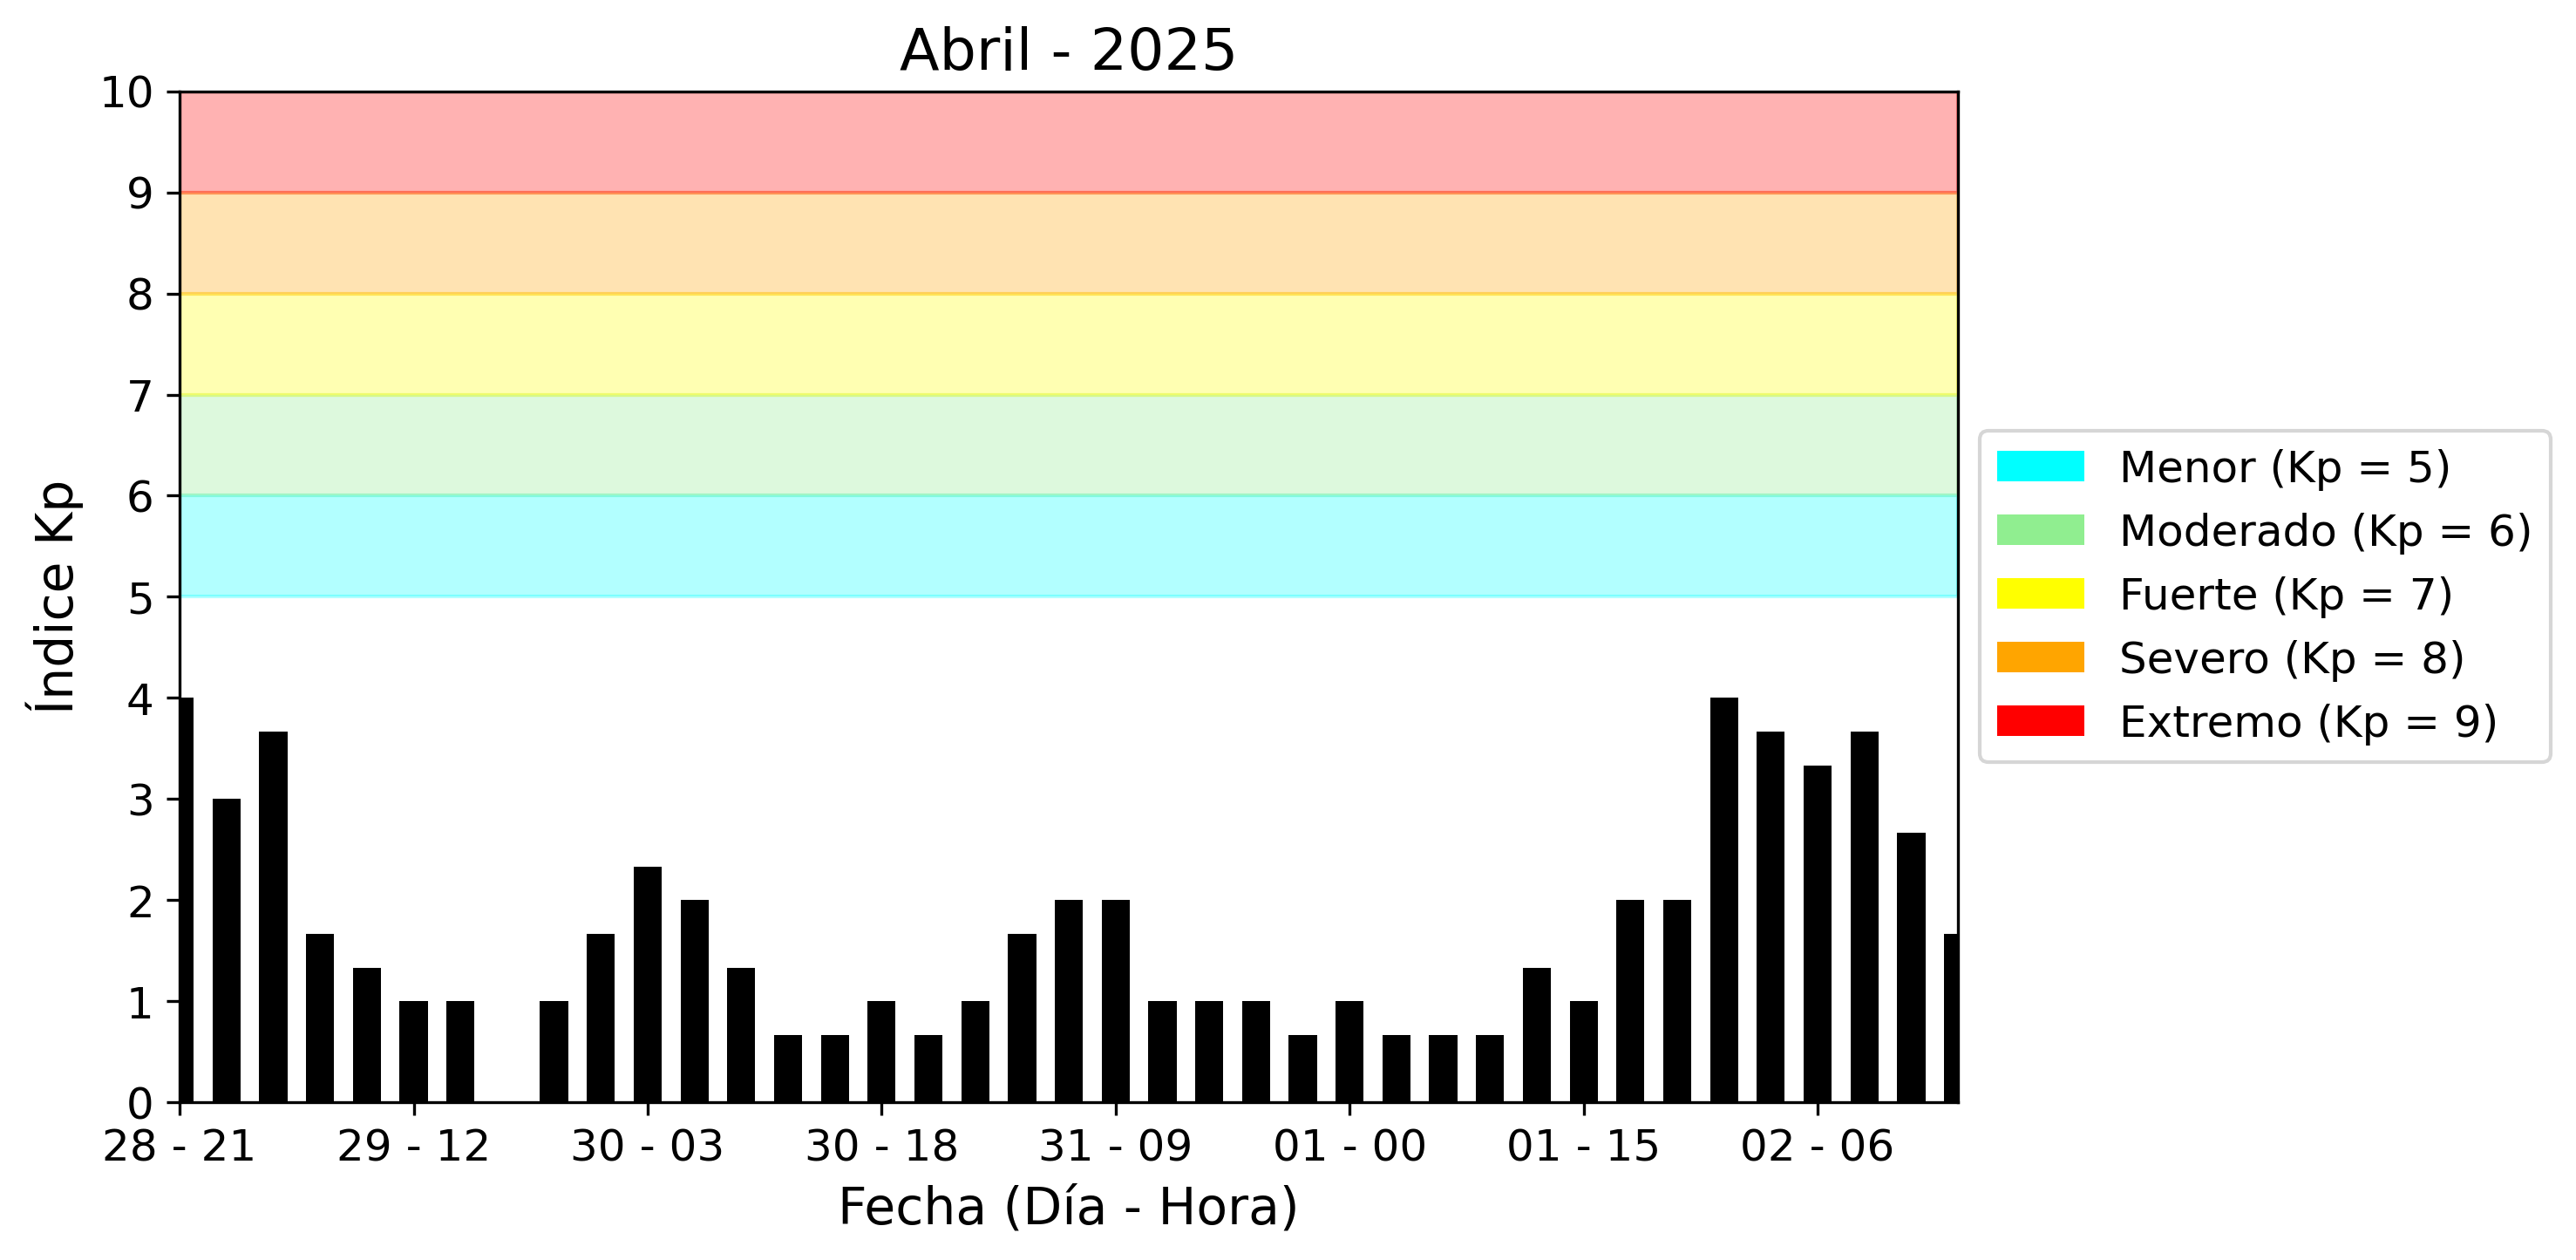 Abril - 2025
10
9
8
7
6
5
4
3
2
1
0
Índice Kp
28 - 21
29 - 12
30 - 03
30 - 18
31 - 09
01 - 00
01 - 15
02 - 06
Fecha (Día - Hora)
Menor (Kp = 5)
Moderado (Kp = 6)
Fuerte (Kp = 7)
Severo (Kp = 8)
Extremo (Kp = 9)